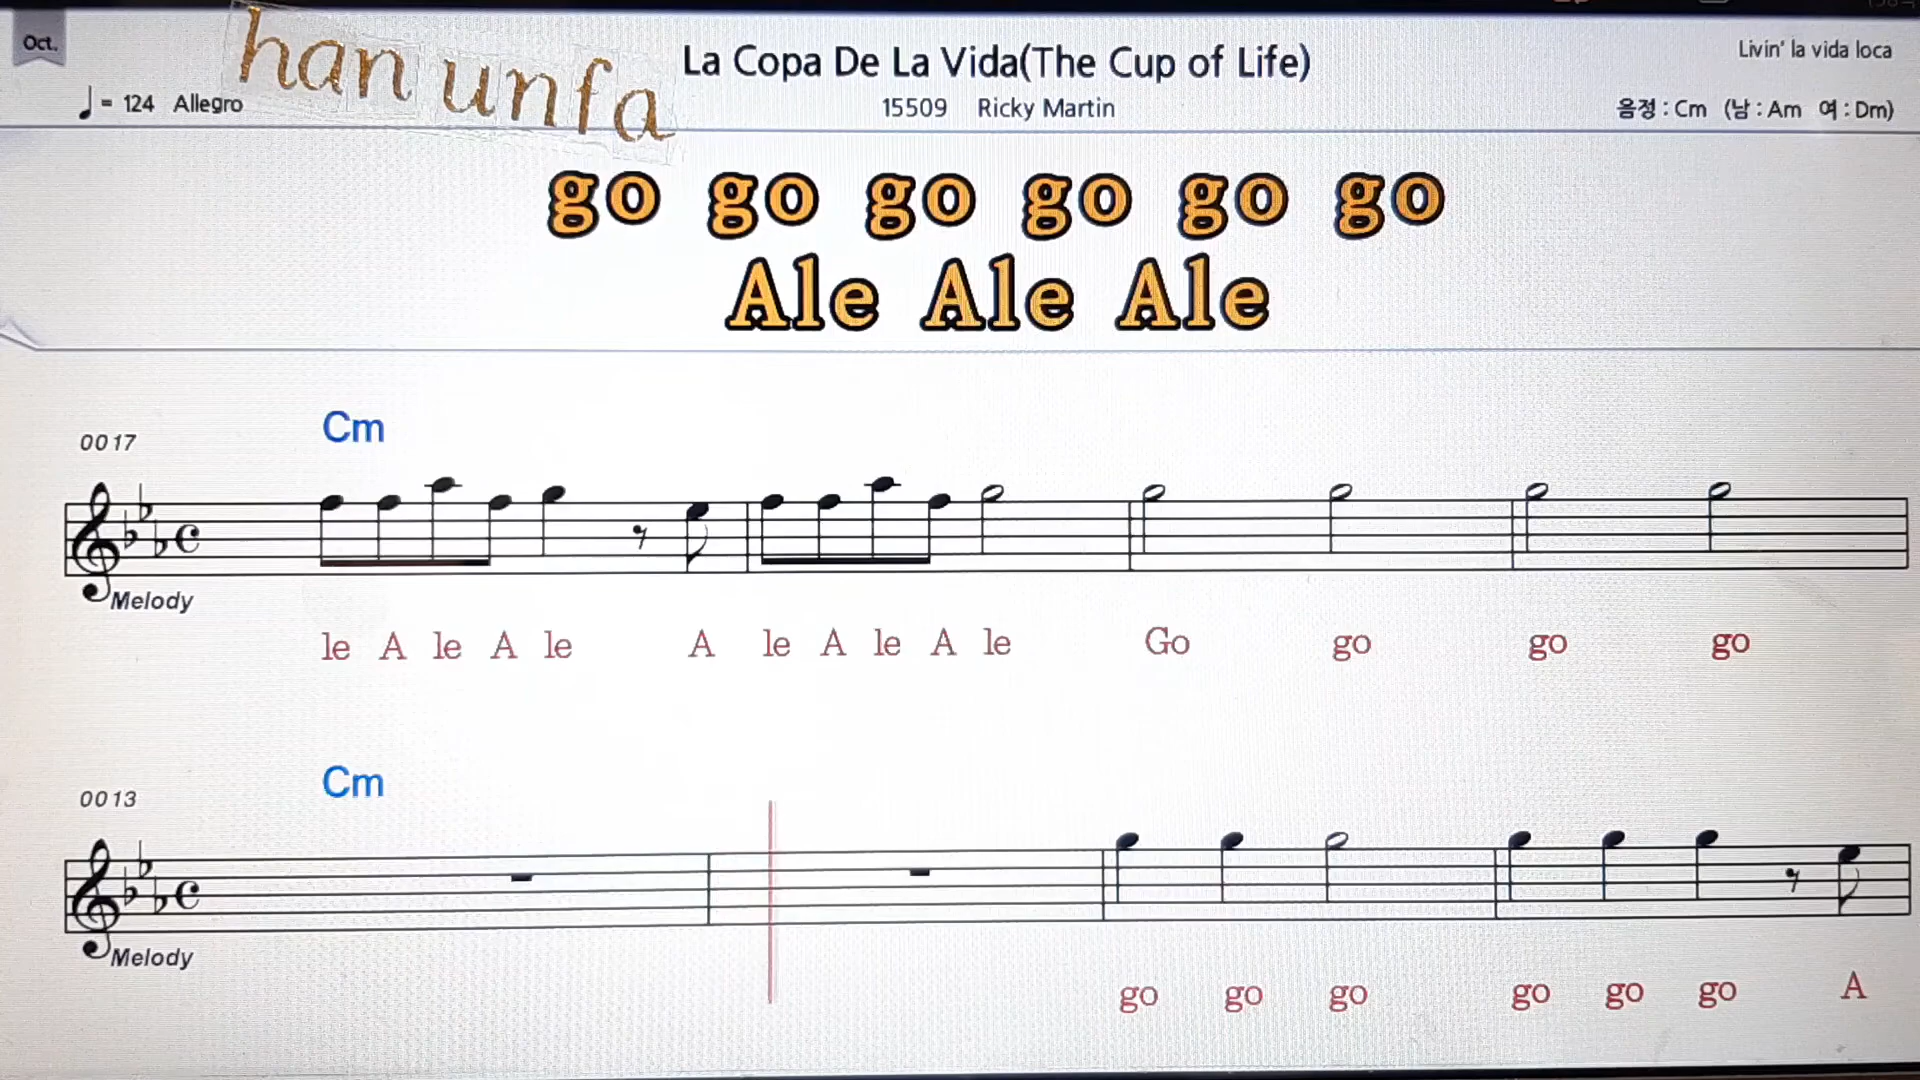 Oct.
han unfa
La Copa De La Vida(The Cup of Life)
Livin' la vida loca
= 124 Allegro
15509 Ricky Martin
음정 : Cm (남 : Am 여 : Dm)
go go go go go go
Ale Ale Ale
Cm
0017
Melody
le A le A le A le A le A le Go go go go
Cm
0013
Melody
go go go go go go A